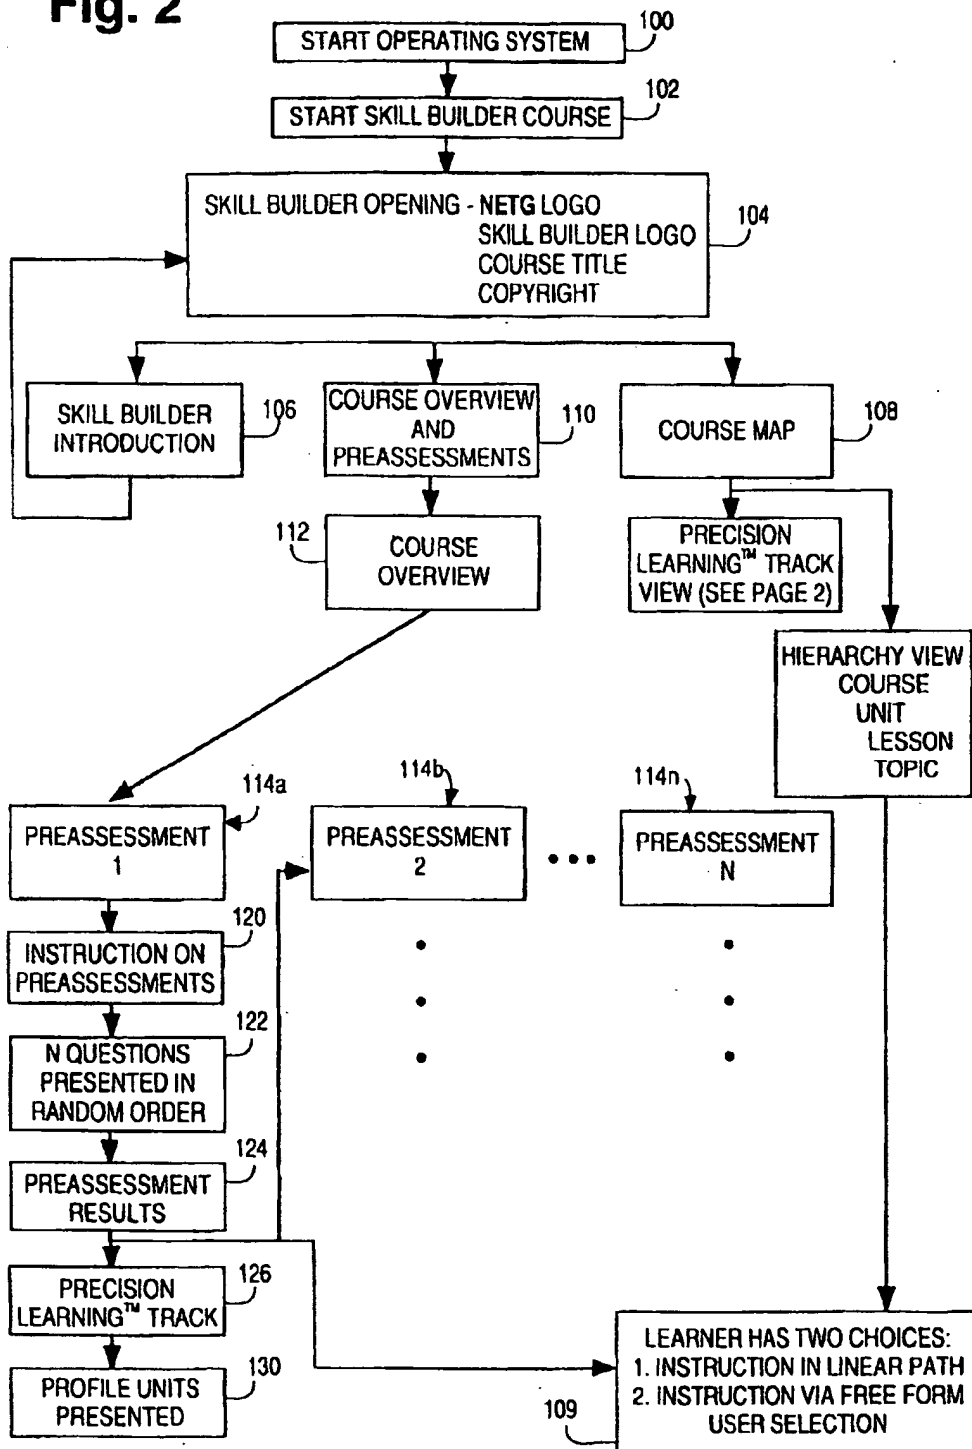 Fig. 2
START OPERATING SYSTEM
100
START SKILL BUILDER COURSE
102
SKILL BUILDER OPENING - NETG LOGO
SKILL BUILDER LOGO
COURSE TITLE
COPYRIGHT
104
SKILL BUILDER
INTRODUCTION
106
COURSE OVERVIEW
AND
PREASSESSMENTS
110
COURSE MAP
108
112
COURSE
OVERVIEW
PRECISION
LEARNING™ TRACK
VIEW (SEE PAGE 2)
HIERARCHY VIEW
COURSE
UNIT
LESSON
TOPIC
PREASSESSMENT
1
114a
PREASSESSMENT
2
114b
PREASSESSMENT
N
114n
INSTRUCTION ON
PREASSESSMENTS
120
N QUESTIONS
PRESENTED IN
RANDOM ORDER
122
PREASSESSMENT
RESULTS
124
PRECISION
LEARNING™ TRACK
126
PROFILE UNITS
PRESENTED
130
LEARNER HAS TWO CHOICES:
1. INSTRUCTION IN LINEAR PATH
2. INSTRUCTION VIA FREE FORM
USER SELECTION
109